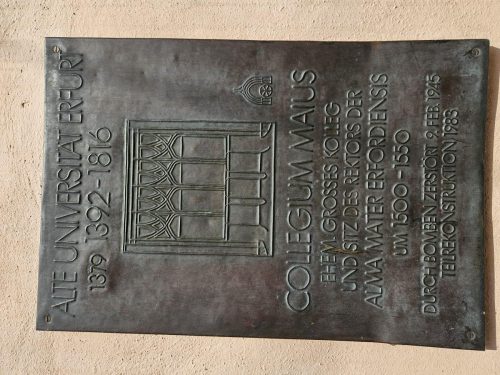 ALTE UNIVERSITÄT ERFURT
1379 1392-1816
COLLEGIUM MAIUS
EHEM. GROSSES KOLLEG
UND SITZ DES REKTORS DER
ALMA MATER ERFORDIENSIS
UM 1500-1550
DURCH BOMBEN ZERSTÖRT 9. FEB. 1945
TEILREKONSTRUKTION 1983